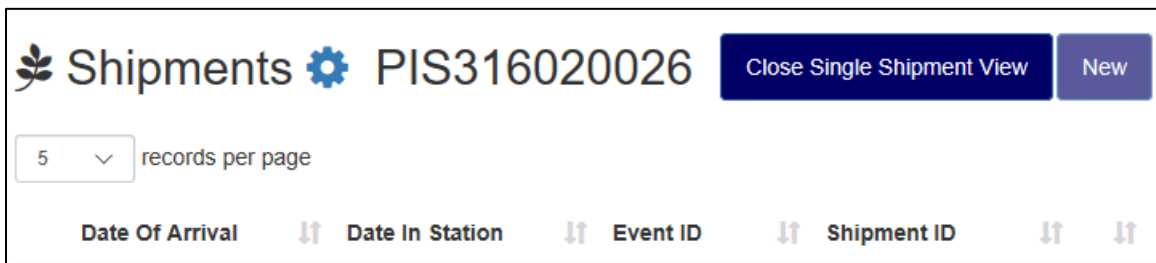 Shipments PIS316020026 Close Single Shipment View New
5 records per page
Date Of Arrival Date In Station Event ID Shipment ID